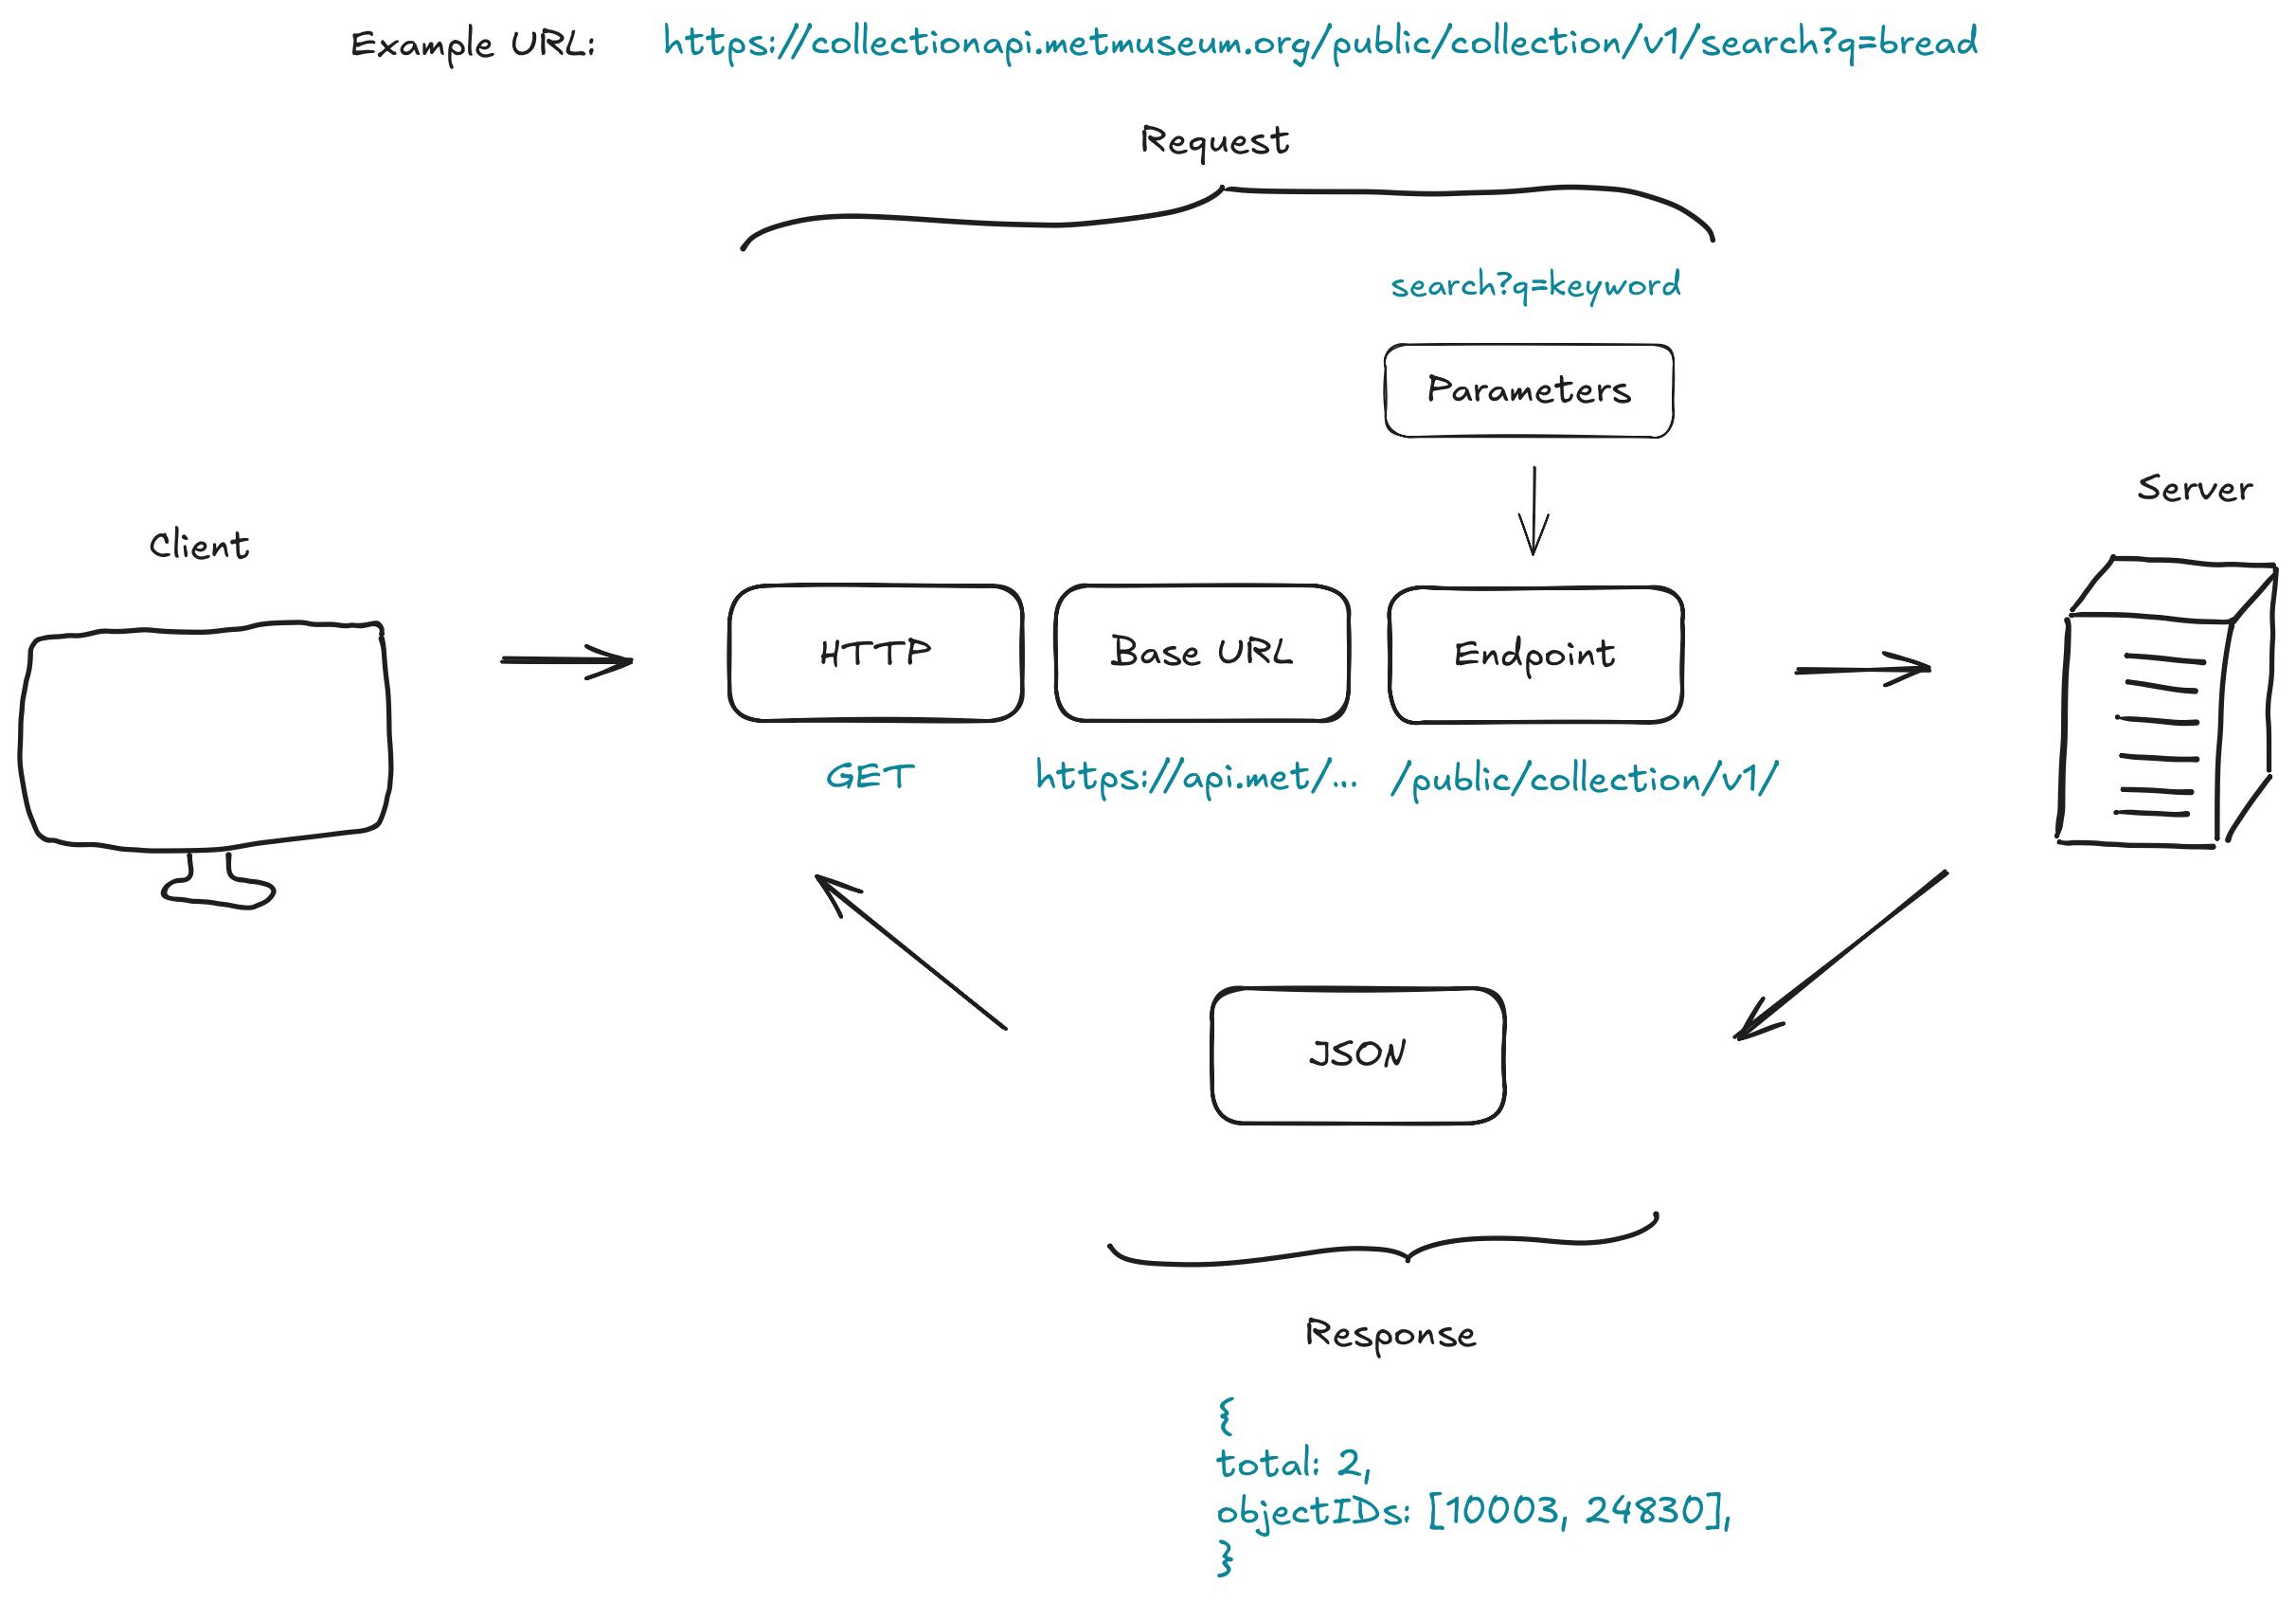 Example URL: https://collectionapi.metmuseum.org/public/collection/v1/search?q=bread
Request
search?q=keyword
Parameters
Server
Client
HTTP Base URL Endpoint
GET https://api.met/... /public/collection/v1/
JSON
Response
{
total: 2,
objectIDs: [10003, 24830],
}